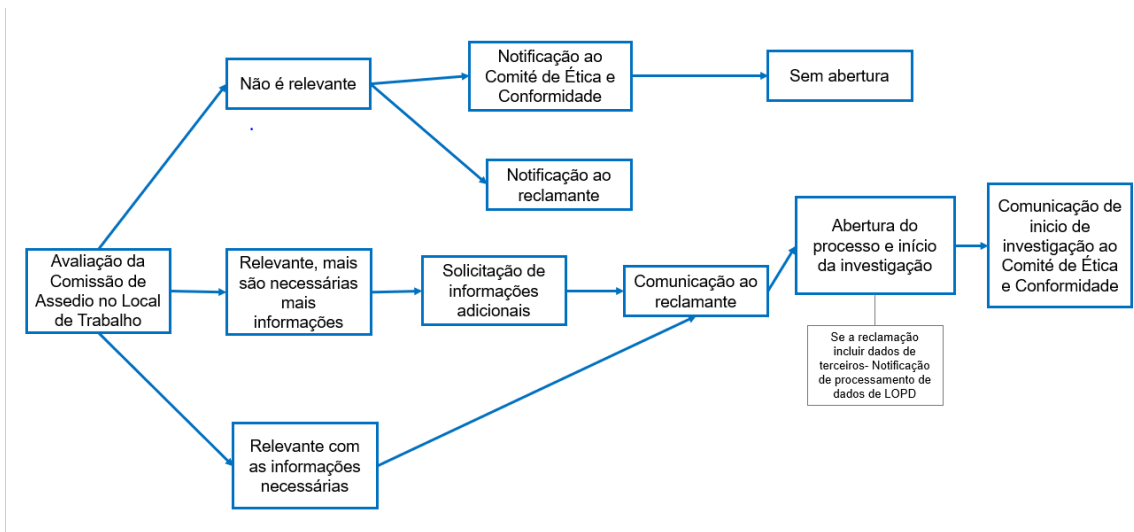 Não é relevante
Notificação ao
Comité de Ética e
Conformidade
Sem abertura
Notificação ao
reclamante
Avaliação da
Comissão de
Assedio no Local
de Trabalho
Relevante, mais
são necessárias
mais
informações
Solicitação de
informações
adicionais
Comunicação ao
reclamante
Abertura do
processo e início
da investigação
Comunicação de
inicio de
investigação ao
Comité de Ética
e Conformidade
Se a reclamação
incluir dados de
terceiros- Notificação
de processamento de
dados de LOPD
Relevante com
as informações
necessárias